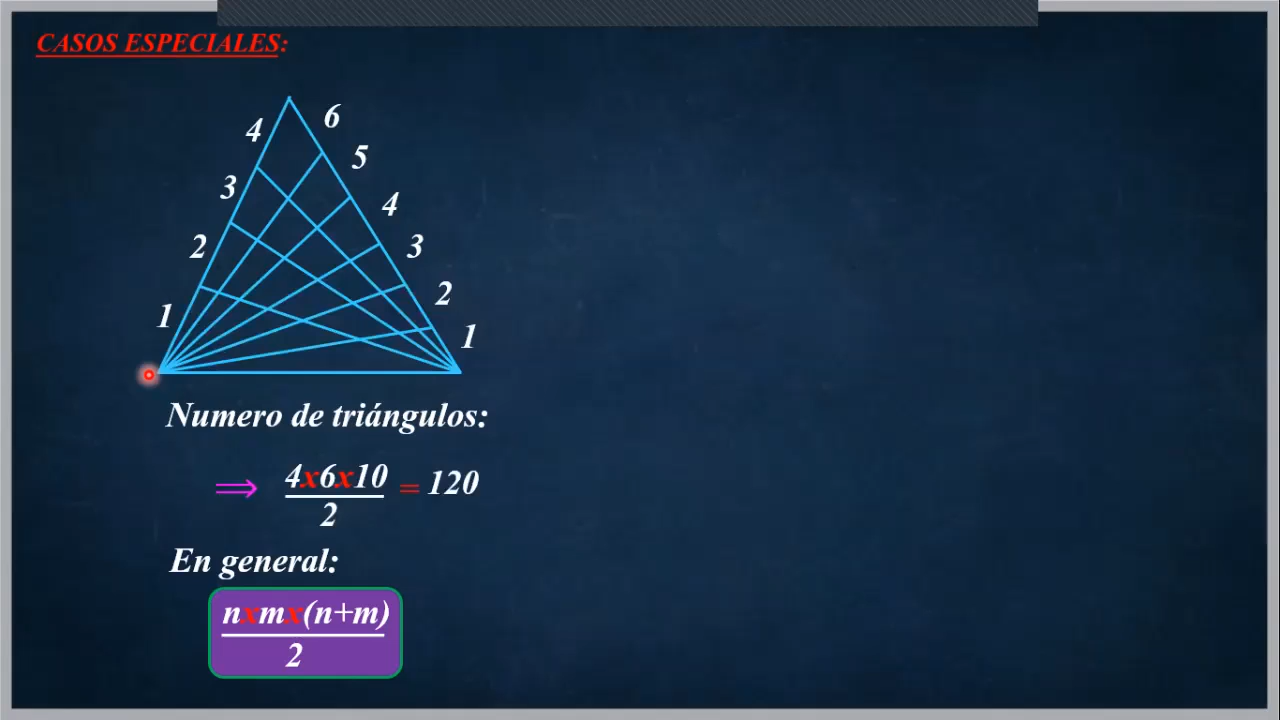 CASOS ESPECIALES:
4 6
5
3 4
2 3
2
1 1
Numero de triángulos:
⟹ 4x6x10 = 120
2
En general:
nxmx(n+m)
2